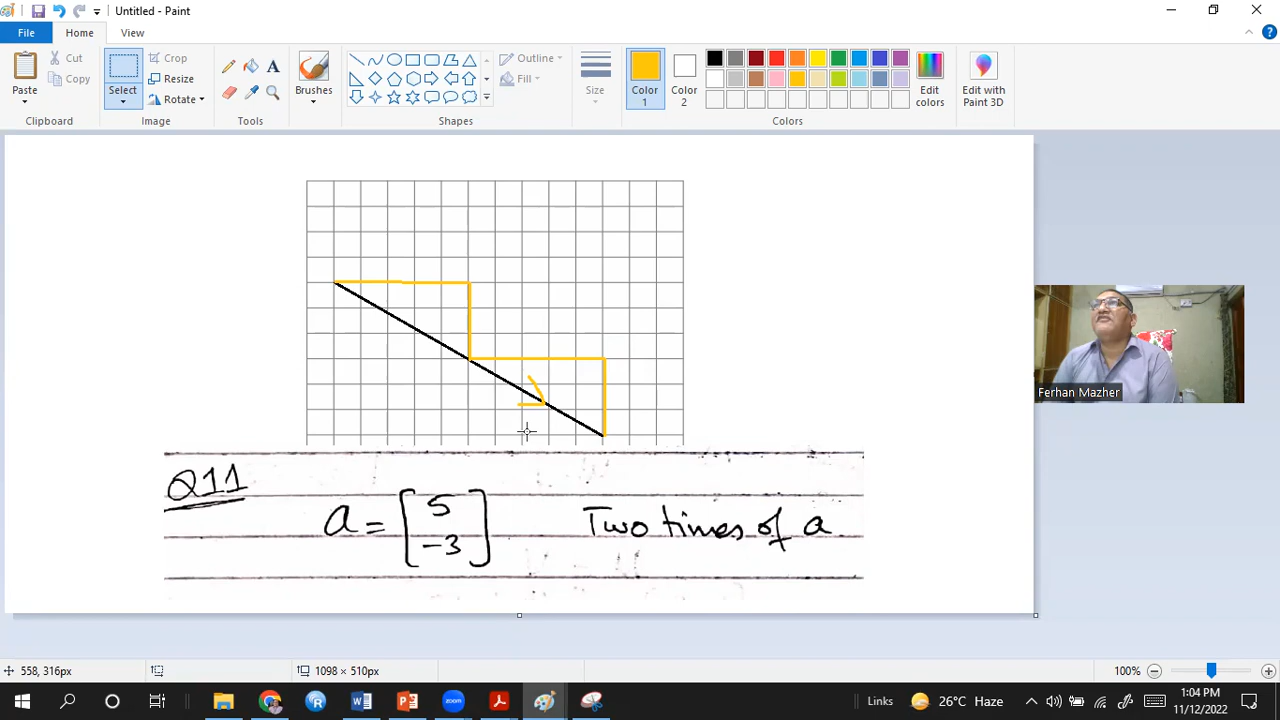 Untitled - Paint
File
Home
View
Paste
Cut
Copy
Clipboard
Select
Crop
Resize
Rotate
Image
A
Tools
Brushes
Outline
Fill
Shapes
Size
Color 1
Color 2
Edit colors
Edit with Paint 3D
Colors
Ferhan Mazher
Q11
a = [5
-3]
Two times of a
558, 316px
1098 × 510px
100%
Links
26°C Haze
1:04 PM
11/12/2022